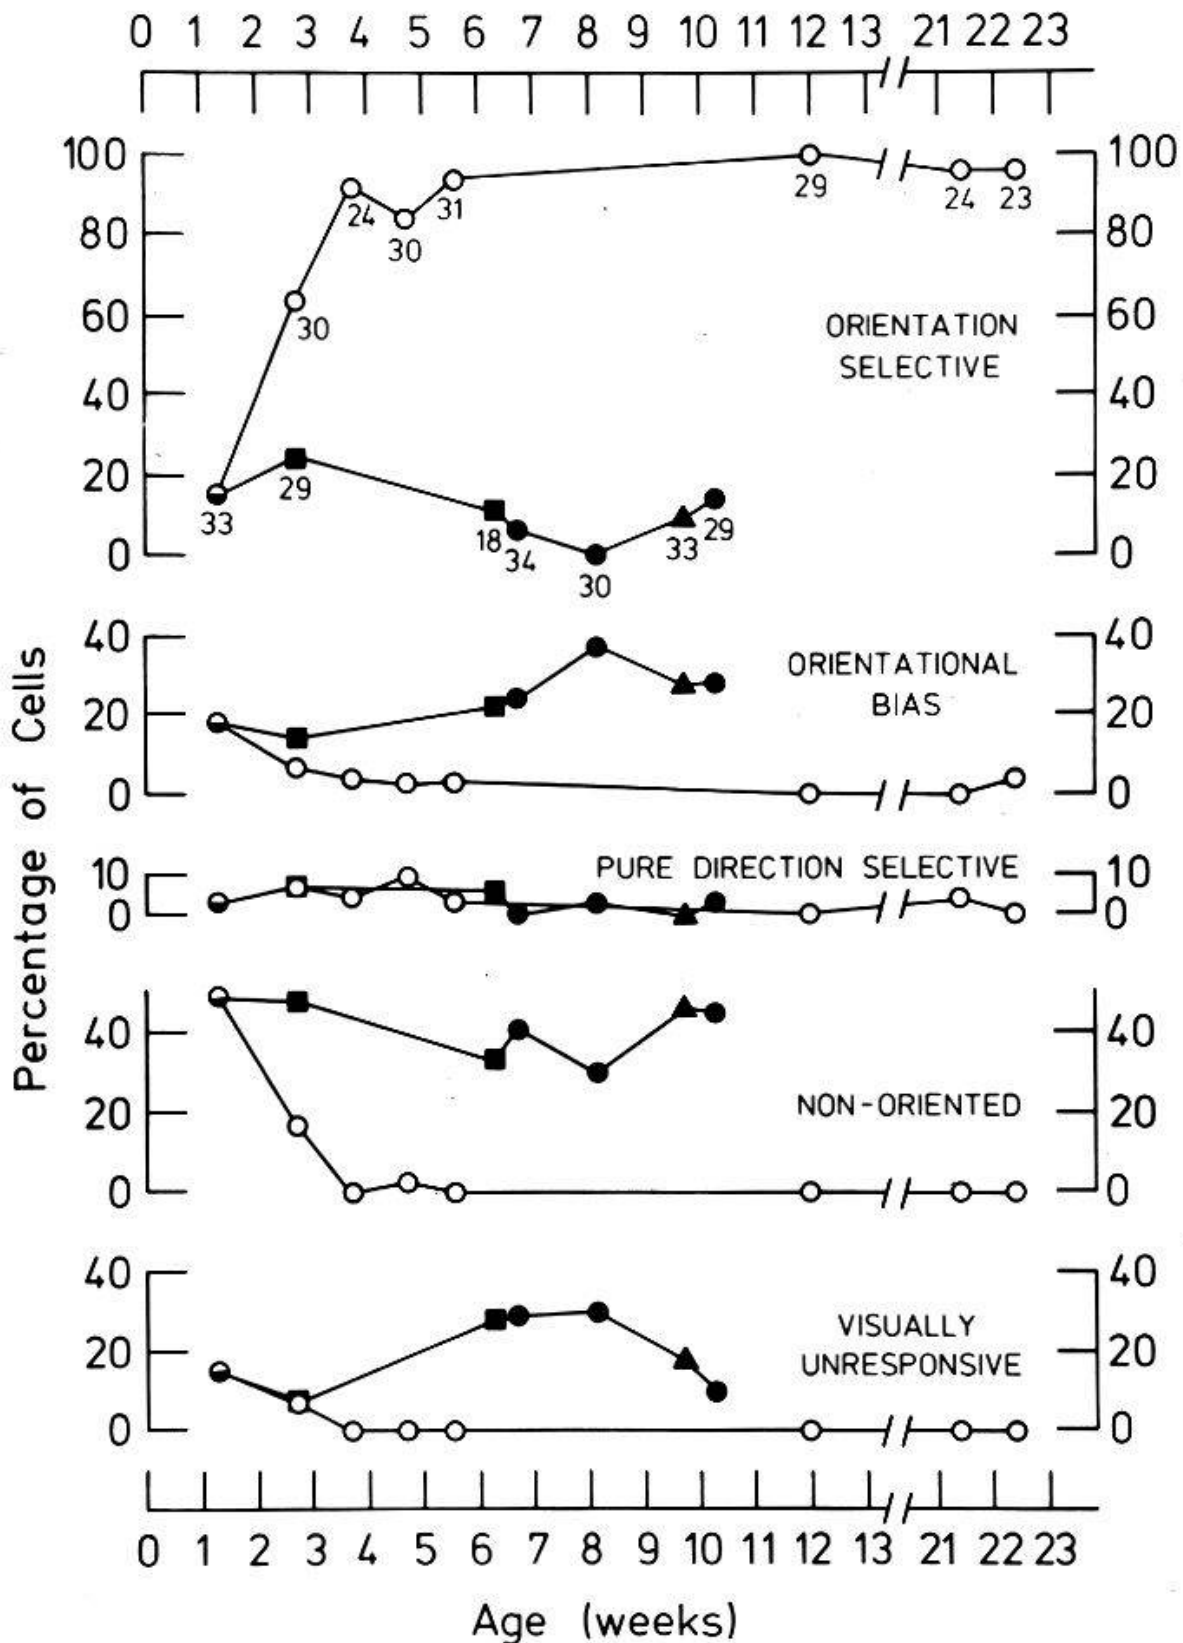 0 1 2 3 4 5 6 7 8 9 10 11 12 13 21 22 23
100 100
29 24 23
24 31
80 80
30
60 60
30
ORIENTATION
SELECTIVE
40 40
20 20
29
33 18 34 33 29
0 0
30
40 40
ORIENTATIONAL
BIAS
20 20
0 0
PURE DIRECTION SELECTIVE
10 10
0 0
40 40
NON-ORIENTED
20 20
0 0
40 40
VISUALLY
UNRESPONSIVE
20 20
0 0
0 1 2 3 4 5 6 7 8 9 10 11 12 13 21 22 23
Age (weeks)
Percentage of Cells